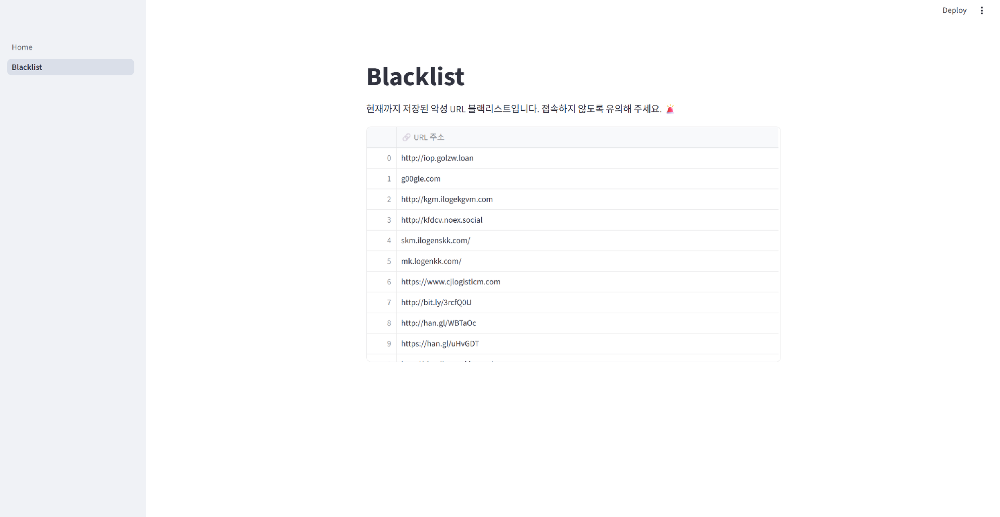 Deploy
Home
Blacklist
Blacklist
현재까지 저장된 악성 URL 블랙리스트입니다. 접속하지 않도록 유의해 주세요. 🚨
🔗 URL 주소
0 http://iop.golzw.loan
1 g00gle.com
2 http://kgm.ilogekgvm.com
3 http://kfdcv.noex.social
4 skm.ilogenskk.com/
5 mk.logenkk.com/
6 https://www.cjlogisticm.com
7 http://bit.ly/3rcfQ0U
8 http://han.gl/WBTaOc
9 https://han.gl/uHvGDT